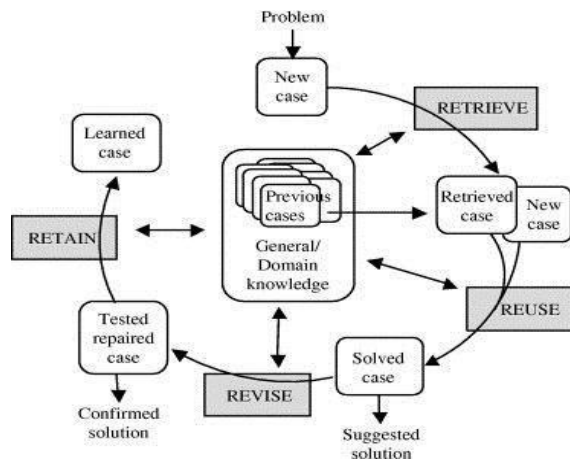 Problem
New
case
RETRIEVE
Learned
case
Previous
cases
Retrieved
case
New
case
RETAIN
General/
Domain
knowledge
REUSE
Tested
repaired
case
Solved
case
REVISE
Confirmed
solution
Suggested
solution